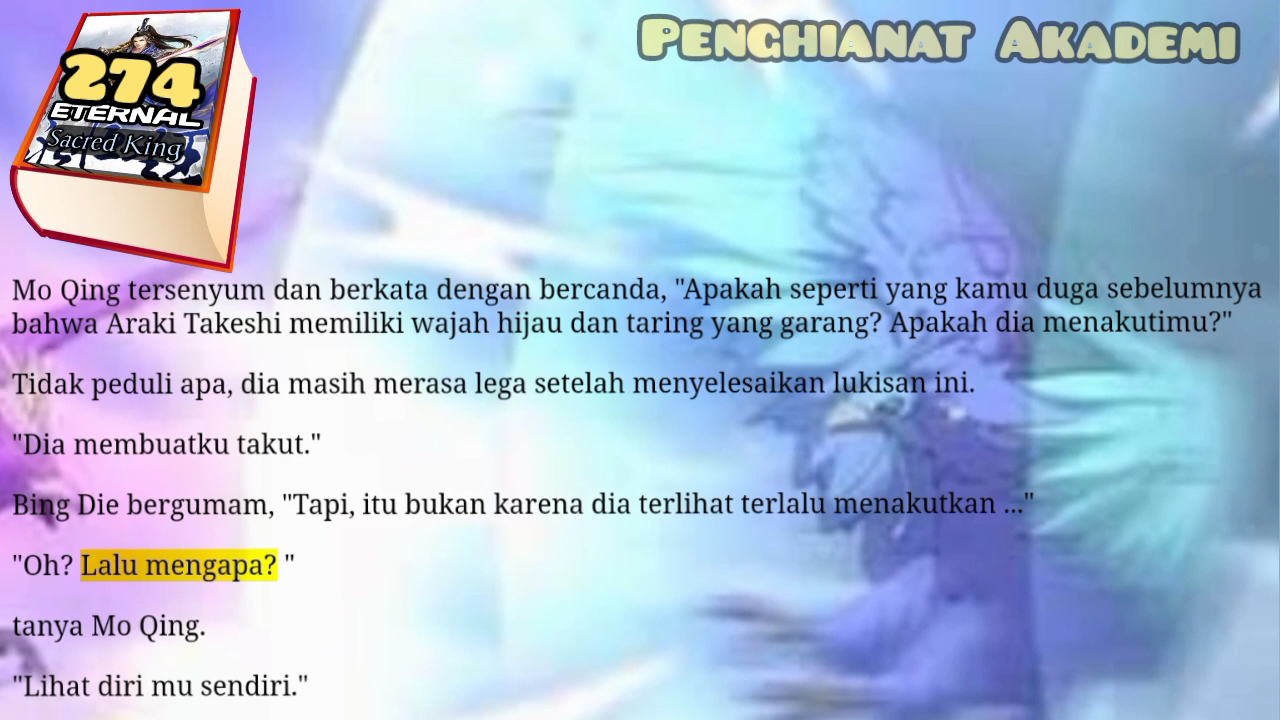 Penghianat Akademi
274
ETERNAL
Sacred King
Mo Qing tersenyum dan berkata dengan bercanda, "Apakah seperti yang kamu duga sebelumnya
bahwa Araki Takeshi memiliki wajah hijau dan taring yang garang? Apakah dia menakutimu?"
Tidak peduli apa, dia masih merasa lega setelah menyelesaikan lukisan ini.
"Dia membuatku takut."
Bing Die bergumam, "Tapi, itu bukan karena dia terlihat terlalu menakutkan ..."
"Oh? Lalu mengapa? "
tanya Mo Qing.
"Lihat diri mu sendiri."